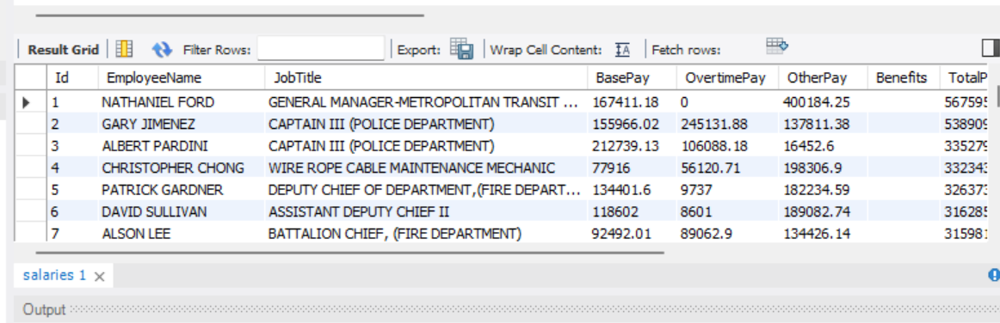 Result Grid Filter Rows: Export: Wrap Cell Content: Fetch rows:
Id EmployeeName JobTitle BasePay OvertimePay OtherPay Benefits TotalP
1 NATHANIEL FORD GENERAL MANAGER-METROPOLITAN TRANSIT ... 167411.18 0 400184.25 567595
2 GARY JIMENEZ CAPTAIN III (POLICE DEPARTMENT) 155966.02 245131.88 137811.38 538909
3 ALBERT PARDINI CAPTAIN III (POLICE DEPARTMENT) 212739.13 106088.18 16452.6 335279
4 CHRISTOPHER CHONG WIRE ROPE CABLE MAINTENANCE MECHANIC 77916 56120.71 198306.9 332343
5 PATRICK GARDNER DEPUTY CHIEF OF DEPARTMENT,(FIRE DEPART... 134401.6 9737 182234.59 326373
6 DAVID SULLIVAN ASSISTANT DEPUTY CHIEF II 118602 8601 189082.74 316285
7 ALSON LEE BATTALION CHIEF, (FIRE DEPARTMENT) 92492.01 89062.9 134426.14 315981
salaries 1
Output